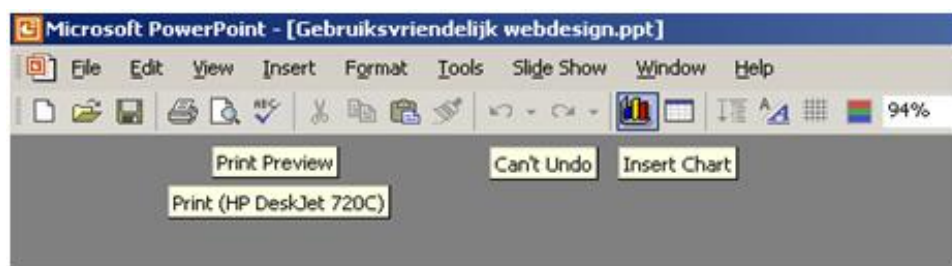 Microsoft PowerPoint - [Gebruiksvriendelijk webdesign.ppt]
File Edit View Insert Format Tools Slide Show Window Help
ABC A A 94%
Print Preview Can't Undo Insert Chart
Print (HP DeskJet 720C)